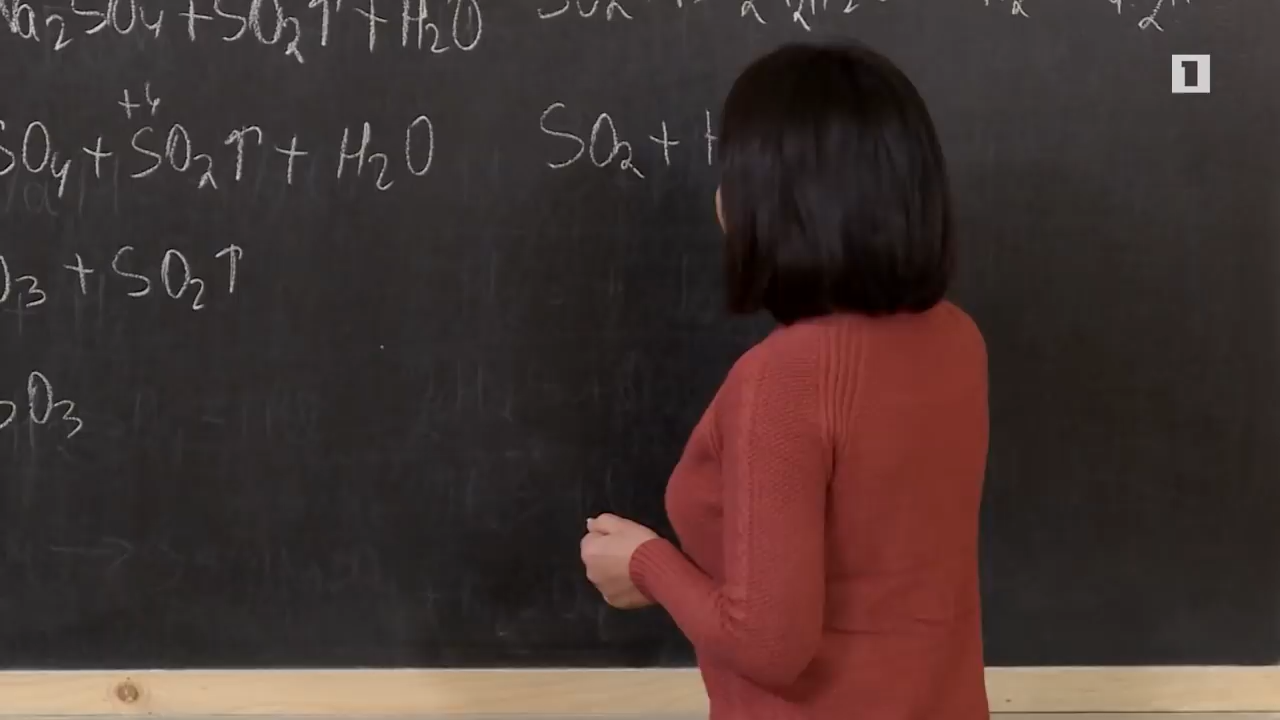 Na₂SO₄ + SO₂↑ + H₂O
1
+4
SO₄ + SO₂↑ + H₂O SO₂ +
O₃ + SO₂↑
O₃